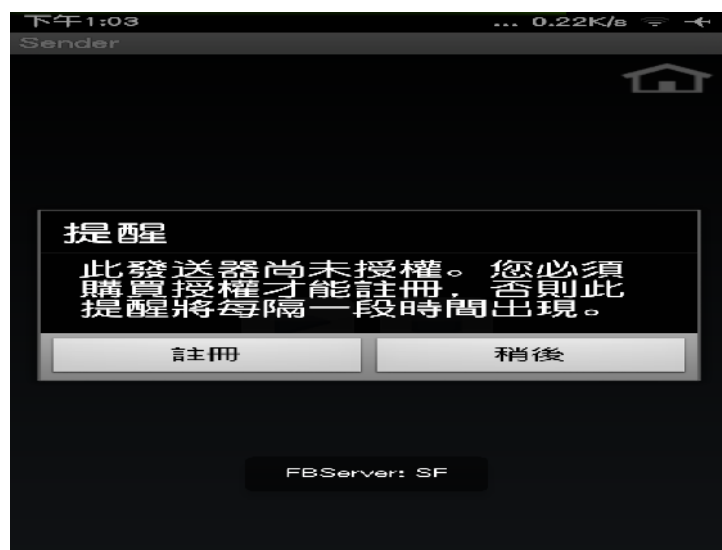 下午1:03 ... 0.22K/s
Sender
提醒
此發送器尚未授權。您必須
購買授權才能註冊，否則此
提醒將每隔一段時間出現。
註冊 稍後
FBServer: SF